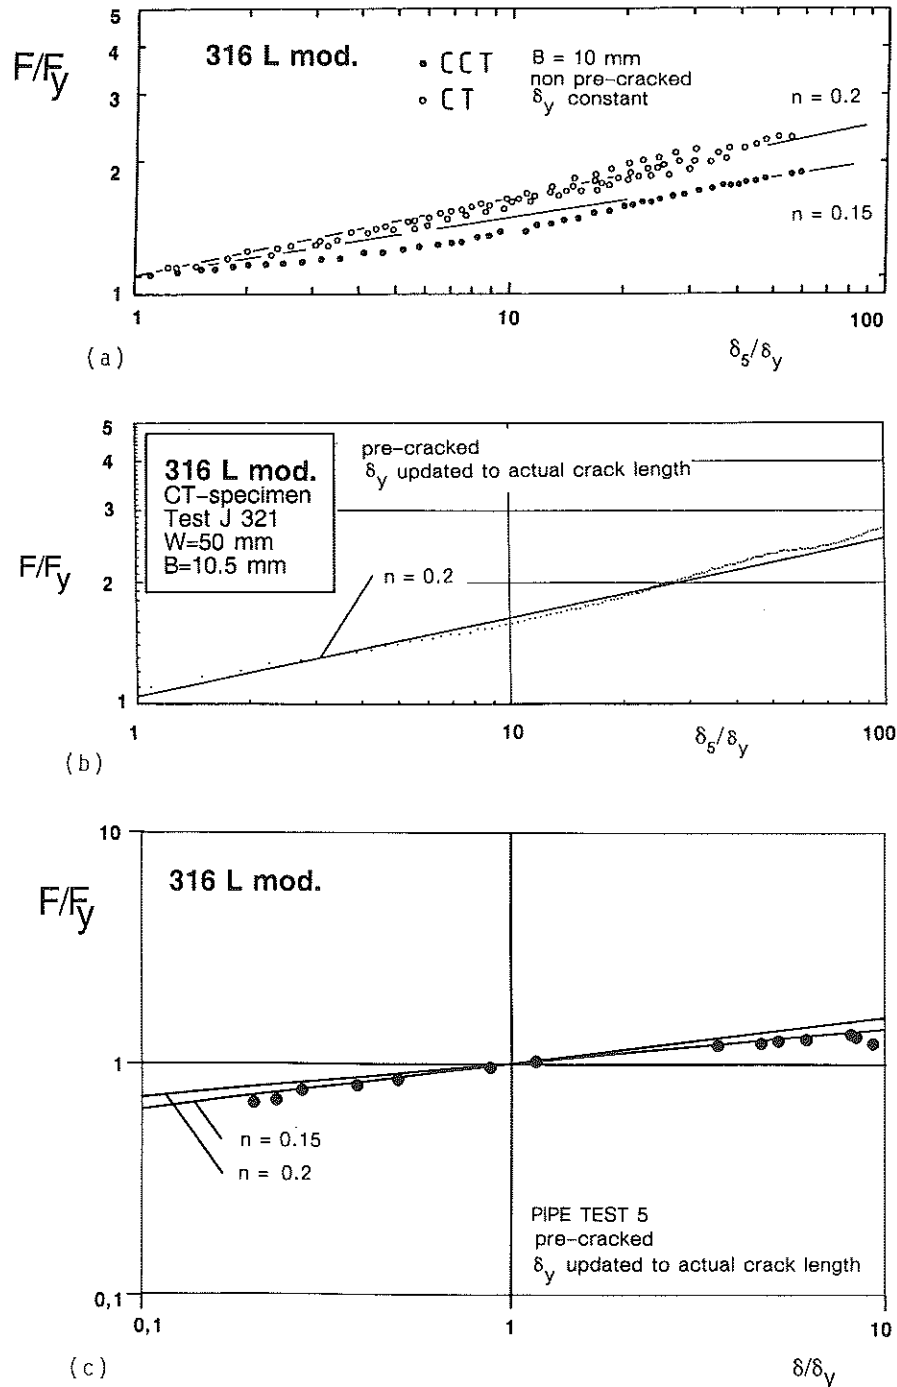 5
4
3
2
1
F/Fy
316 L mod.
• CCT
○ CT
B = 10 mm
non pre-cracked
δy constant
n = 0.2
n = 0.15
1
10
100
δ5/δy
(a)
5
4
3
2
1
F/Fy
316 L mod.
CT-specimen
Test J 321
W=50 mm
B=10.5 mm
pre-cracked
δy updated to actual crack length
n = 0.2
1
10
100
δ5/δy
(b)
10
1
0,1
F/Fy
316 L mod.
n = 0.15
n = 0.2
PIPE TEST 5
pre-cracked
δy updated to actual crack length
0,1
1
10
δ/δy
(c)